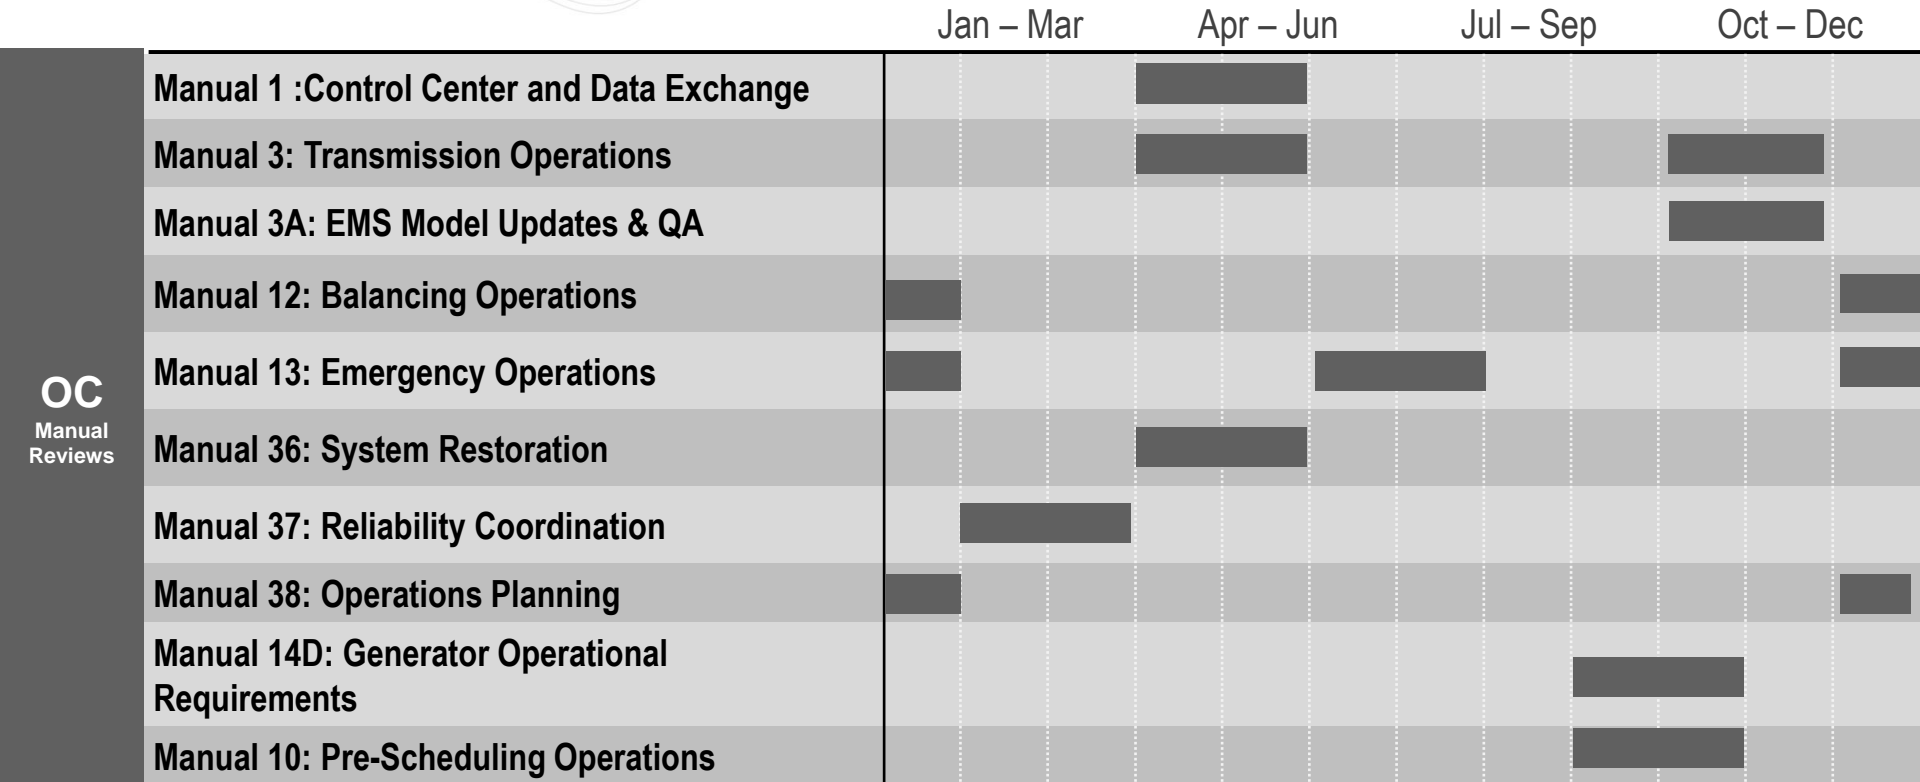 Jan – Mar Apr – Jun Jul – Sep Oct – Dec
Manual 1 :Control Center and Data Exchange
Manual 3: Transmission Operations
Manual 3A: EMS Model Updates & QA
Manual 12: Balancing Operations
Manual 13: Emergency Operations
OC
Manual
Reviews
Manual 36: System Restoration
Manual 37: Reliability Coordination
Manual 38: Operations Planning
Manual 14D: Generator Operational
Requirements
Manual 10: Pre-Scheduling Operations